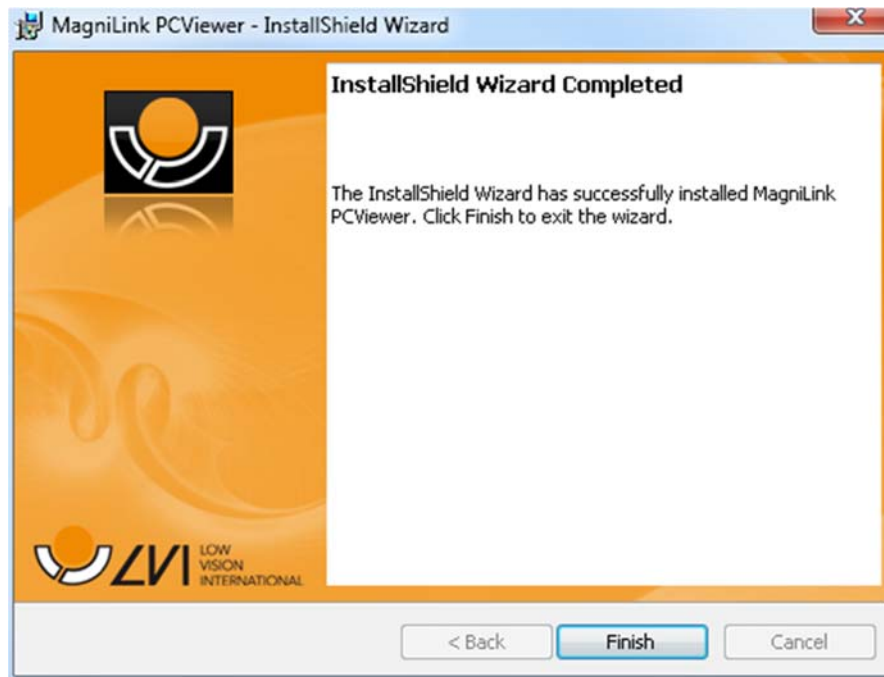 MagniLink PCViewer - InstallShield Wizard
InstallShield Wizard Completed
The InstallShield Wizard has successfully installed MagniLink
PCViewer. Click Finish to exit the wizard.
LVI
LOW
VISION
INTERNATIONAL
< Back
Finish
Cancel